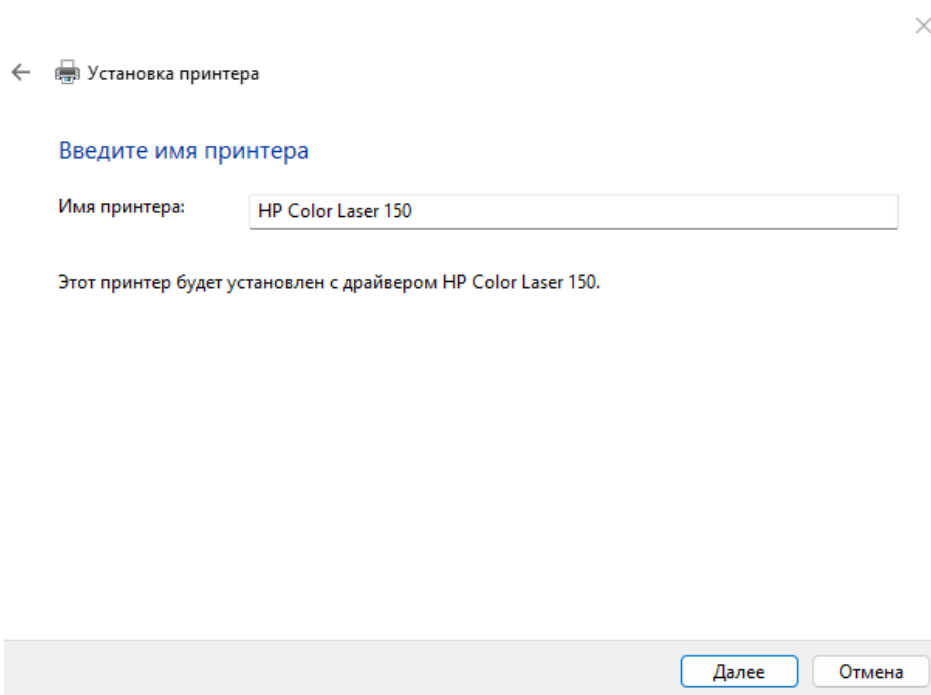 Установка принтера
Введите имя принтера
Имя принтера: HP Color Laser 150
Этот принтер будет установлен с драйвером HP Color Laser 150.
Далее Отмена